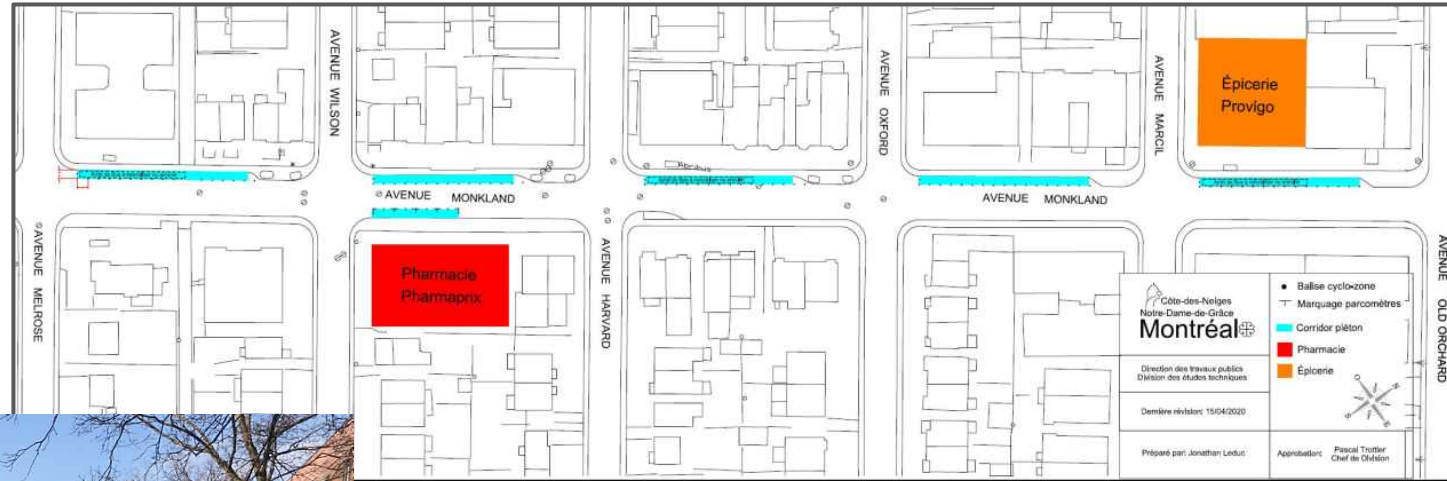 AVENUE WILSON
AVENUE OXFORD
AVENUE MARCIL
Épicerie
Provigo
Abribus
AVENUE MONKLAND
AVENUE MONKLAND
AVENUE MELROSE
Pharmacie
Pharmaprix
AVENUE HARVARD
AVENUE OLD ORCHARD
Côte-des-Neiges
Notre-Dame-de-Grâce
Montréal
Direction des travaux publics
Division des études techniques
Dernière révision: 15/04/2020
Préparé par: Jonathan Leduc
Balise cyclo-zone
Marquage parcomètres
Corridor piéton
Pharmacie
Épicerie
Approbation: Pascal Trottier
Chef de Division